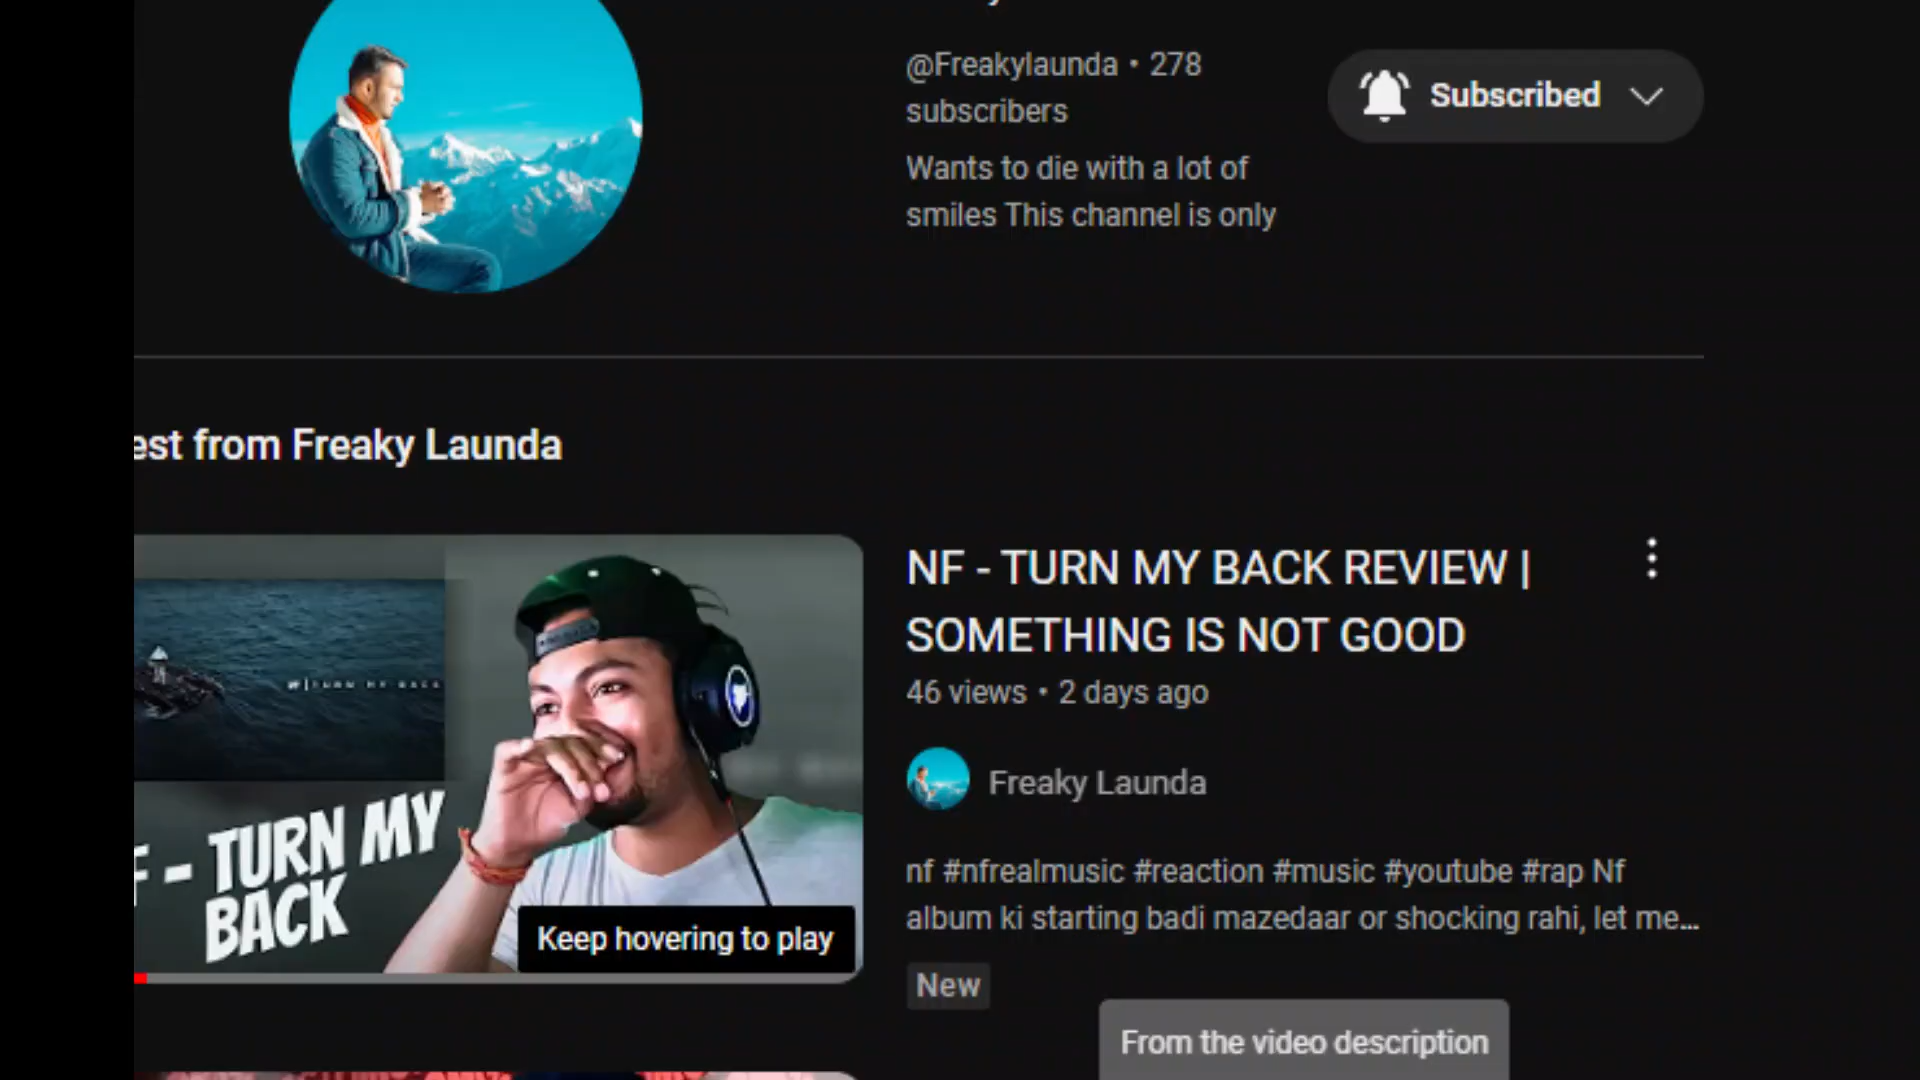 @Freakylaunda • 278
subscribers
Subscribed
Wants to die with a lot of
smiles This channel is only
est from Freaky Launda
TURN MY BACK
F - TURN MY
BACK
Keep hovering to play
NF - TURN MY BACK REVIEW |
SOMETHING IS NOT GOOD
46 views • 2 days ago
Freaky Launda
nf #nfrealmusic #reaction #music #youtube #rap Nf
album ki starting badi mazedaar or shocking rahi, let me...
New
From the video description